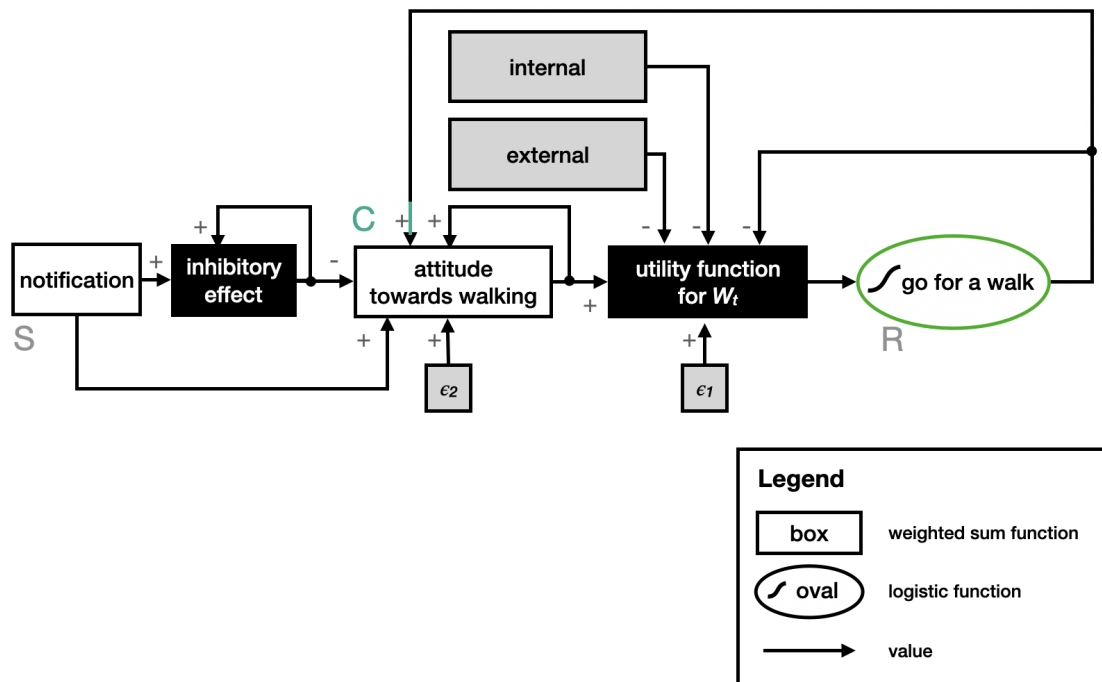 internal
external
C
+
+
+
+
-
-
-
-
notification
inhibitory
effect
attitude
towards walking
utility function
for Wₜ
go for a walk
S
R
+
+
+
+
ϵ₂
ϵ₁
Legend
box
weighted sum function
oval
logistic function
value